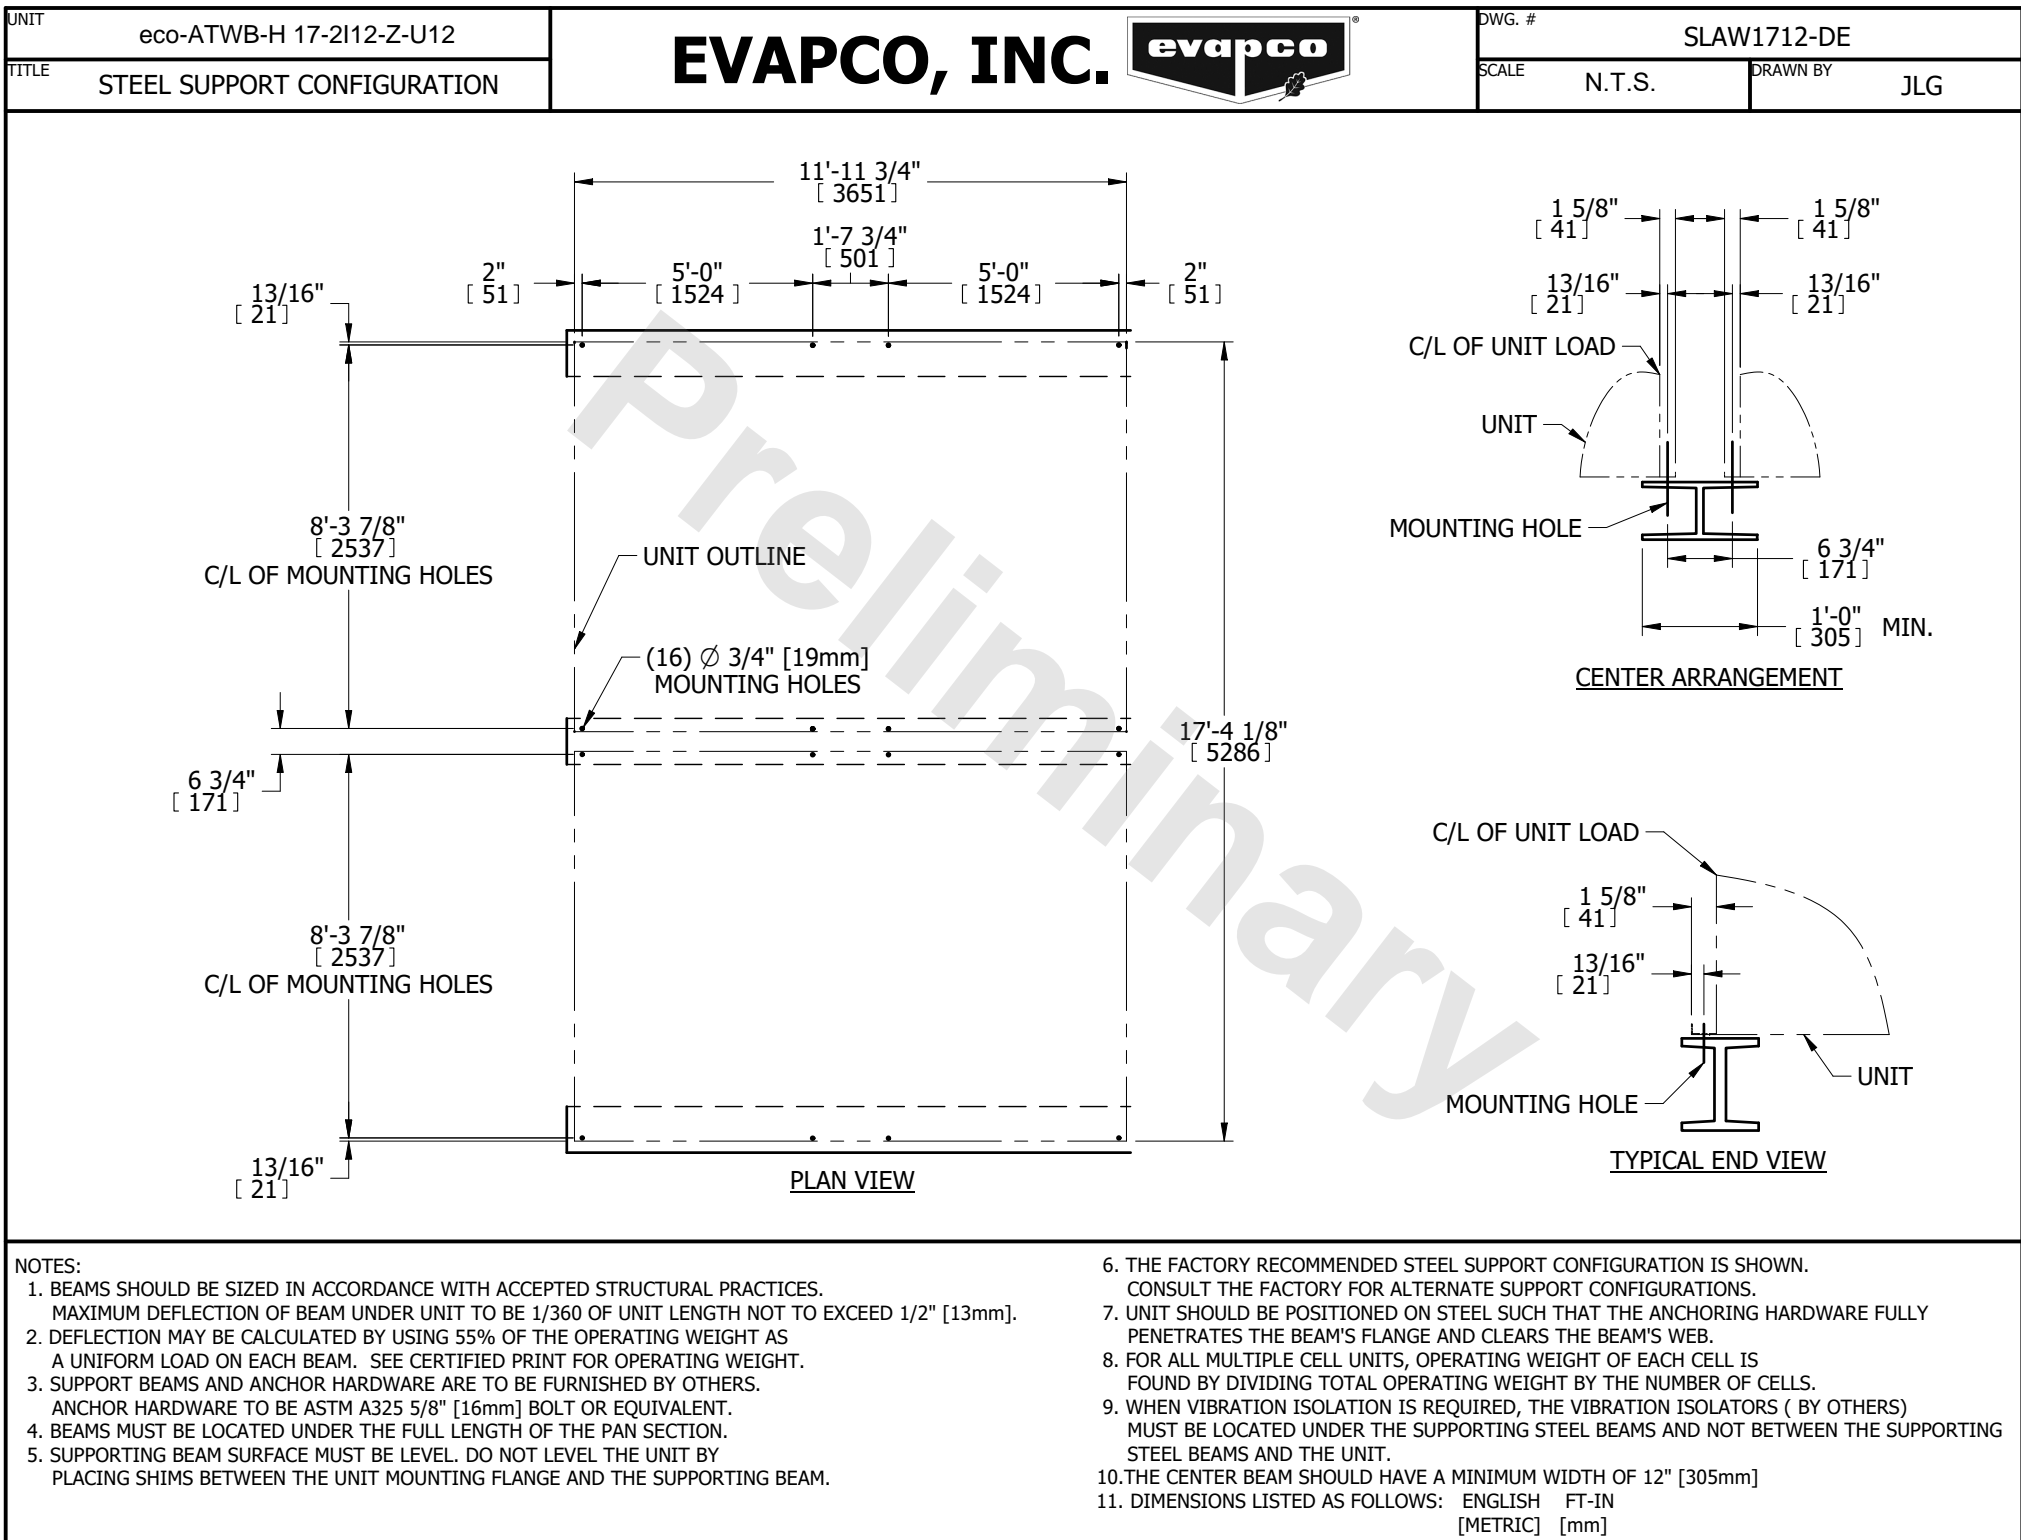 UNIT
eco-ATWB-H 17-2I12-Z-U12
TITLE
STEEL SUPPORT CONFIGURATION
EVAPCO, INC.
evapco
®
DWG. #
SLAW1712-DE
SCALE
N.T.S.
DRAWN BY
JLG
11'-11 3/4"
[ 3651 ]
1'-7 3/4"
[ 501 ]
2"
[ 51 ]
5'-0"
[ 1524 ]
5'-0"
[ 1524 ]
2"
[ 51 ]
13/16"
[ 21 ]
8'-3 7/8"
[ 2537 ]
C/L OF MOUNTING HOLES
UNIT OUTLINE
(16) Ø 3/4" [19mm]
MOUNTING HOLES
6 3/4"
[ 171 ]
17'-4 1/8"
[ 5286 ]
8'-3 7/8"
[ 2537 ]
C/L OF MOUNTING HOLES
13/16"
[ 21 ]
PLAN VIEW
Preliminary
1 5/8"
[ 41 ]
1 5/8"
[ 41 ]
13/16"
[ 21 ]
13/16"
[ 21 ]
C/L OF UNIT LOAD
UNIT
MOUNTING HOLE
6 3/4"
[ 171 ]
1'-0"
[ 305 ] MIN.
CENTER ARRANGEMENT
C/L OF UNIT LOAD
1 5/8"
[ 41 ]
13/16"
[ 21 ]
UNIT
MOUNTING HOLE
TYPICAL END VIEW
NOTES:
1. BEAMS SHOULD BE SIZED IN ACCORDANCE WITH ACCEPTED STRUCTURAL PRACTICES.
MAXIMUM DEFLECTION OF BEAM UNDER UNIT TO BE 1/360 OF UNIT LENGTH NOT TO EXCEED 1/2" [13mm].
2. DEFLECTION MAY BE CALCULATED BY USING 55% OF THE OPERATING WEIGHT AS
A UNIFORM LOAD ON EACH BEAM. SEE CERTIFIED PRINT FOR OPERATING WEIGHT.
3. SUPPORT BEAMS AND ANCHOR HARDWARE ARE TO BE FURNISHED BY OTHERS.
ANCHOR HARDWARE TO BE ASTM A325 5/8" [16mm] BOLT OR EQUIVALENT.
4. BEAMS MUST BE LOCATED UNDER THE FULL LENGTH OF THE PAN SECTION.
5. SUPPORTING BEAM SURFACE MUST BE LEVEL. DO NOT LEVEL THE UNIT BY
PLACING SHIMS BETWEEN THE UNIT MOUNTING FLANGE AND THE SUPPORTING BEAM.
6. THE FACTORY RECOMMENDED STEEL SUPPORT CONFIGURATION IS SHOWN.
CONSULT THE FACTORY FOR ALTERNATE SUPPORT CONFIGURATIONS.
7. UNIT SHOULD BE POSITIONED ON STEEL SUCH THAT THE ANCHORING HARDWARE FULLY
PENETRATES THE BEAM'S FLANGE AND CLEARS THE BEAM'S WEB.
8. FOR ALL MULTIPLE CELL UNITS, OPERATING WEIGHT OF EACH CELL IS
FOUND BY DIVIDING TOTAL OPERATING WEIGHT BY THE NUMBER OF CELLS.
9. WHEN VIBRATION ISOLATION IS REQUIRED, THE VIBRATION ISOLATORS ( BY OTHERS)
MUST BE LOCATED UNDER THE SUPPORTING STEEL BEAMS AND NOT BETWEEN THE SUPPORTING
STEEL BEAMS AND THE UNIT.
10.THE CENTER BEAM SHOULD HAVE A MINIMUM WIDTH OF 12" [305mm]
11. DIMENSIONS LISTED AS FOLLOWS: ENGLISH FT-IN
[METRIC] [mm]